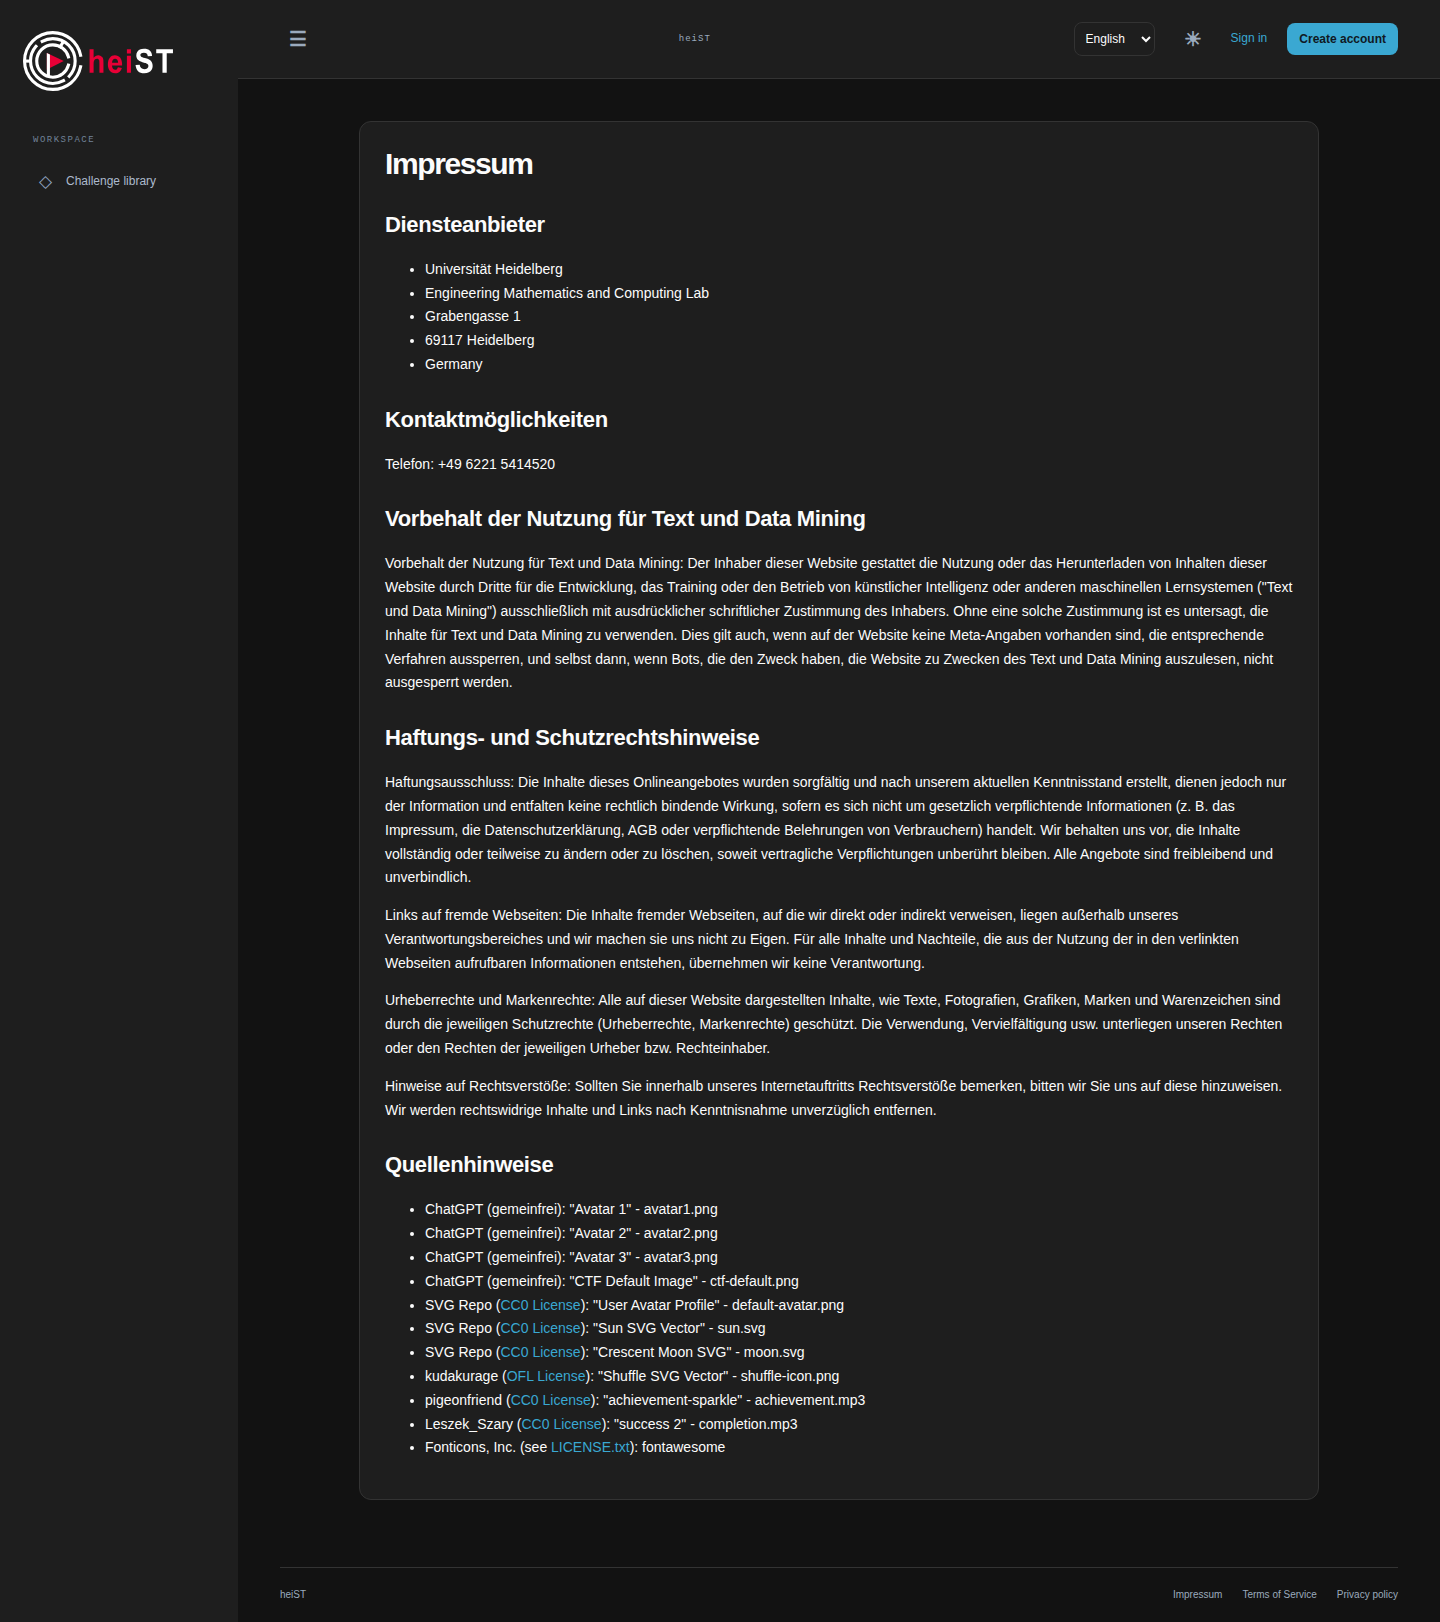 heiST
WORKSPACE
Challenge library
heiST
English
Sign in
Create account
Impressum
Diensteanbieter
Universität Heidelberg
Engineering Mathematics and Computing Lab
Grabengasse 1
69117 Heidelberg
Germany
Kontaktmöglichkeiten
Telefon: +49 6221 5414520
Vorbehalt der Nutzung für Text und Data Mining
Vorbehalt der Nutzung für Text und Data Mining: Der Inhaber dieser Website gestattet die Nutzung oder das Herunterladen von Inhalten dieser
Website durch Dritte für die Entwicklung, das Training oder den Betrieb von künstlicher Intelligenz oder anderen maschinellen Lernsystemen ("Text
und Data Mining") ausschließlich mit ausdrücklicher schriftlicher Zustimmung des Inhabers. Ohne eine solche Zustimmung ist es untersagt, die
Inhalte für Text und Data Mining zu verwenden. Dies gilt auch, wenn auf der Website keine Meta-Angaben vorhanden sind, die entsprechende
Verfahren aussperren, und selbst dann, wenn Bots, die den Zweck haben, die Website zu Zwecken des Text und Data Mining auszulesen, nicht
ausgesperrt werden.
Haftungs- und Schutzrechtshinweise
Haftungsausschluss: Die Inhalte dieses Onlineangebotes wurden sorgfältig und nach unserem aktuellen Kenntnisstand erstellt, dienen jedoch nur
der Information und entfalten keine rechtlich bindende Wirkung, sofern es sich nicht um gesetzlich verpflichtende Informationen (z. B. das
Impressum, die Datenschutzerklärung, AGB oder verpflichtende Belehrungen von Verbrauchern) handelt. Wir behalten uns vor, die Inhalte
vollständig oder teilweise zu ändern oder zu löschen, soweit vertragliche Verpflichtungen unberührt bleiben. Alle Angebote sind freibleibend und
unverbindlich.
Links auf fremde Webseiten: Die Inhalte fremder Webseiten, auf die wir direkt oder indirekt verweisen, liegen außerhalb unseres
Verantwortungsbereiches und wir machen sie uns nicht zu Eigen. Für alle Inhalte und Nachteile, die aus der Nutzung der in den verlinkten
Webseiten aufrufbaren Informationen entstehen, übernehmen wir keine Verantwortung.
Urheberrechte und Markenrechte: Alle auf dieser Website dargestellten Inhalte, wie Texte, Fotografien, Grafiken, Marken und Warenzeichen sind
durch die jeweiligen Schutzrechte (Urheberrechte, Markenrechte) geschützt. Die Verwendung, Vervielfältigung usw. unterliegen unseren Rechten
oder den Rechten der jeweiligen Urheber bzw. Rechteinhaber.
Hinweise auf Rechtsverstöße: Sollten Sie innerhalb unseres Internetauftritts Rechtsverstöße bemerken, bitten wir Sie uns auf diese hinzuweisen.
Wir werden rechtswidrige Inhalte und Links nach Kenntnisnahme unverzüglich entfernen.
Quellenhinweise
ChatGPT (gemeinfrei): "Avatar 1" - avatar1.png
ChatGPT (gemeinfrei): "Avatar 2" - avatar2.png
ChatGPT (gemeinfrei): "Avatar 3" - avatar3.png
ChatGPT (gemeinfrei): "CTF Default Image" - ctf-default.png
SVG Repo (CC0 License): "User Avatar Profile" - default-avatar.png
SVG Repo (CC0 License): "Sun SVG Vector" - sun.svg
SVG Repo (CC0 License): "Crescent Moon SVG" - moon.svg
kudakurage (OFL License): "Shuffle SVG Vector" - shuffle-icon.png
pigeonfriend (CC0 License): "achievement-sparkle" - achievement.mp3
Leszek_Szary (CC0 License): "success 2" - completion.mp3
Fonticons, Inc. (see LICENSE.txt): fontawesome
heiST
Impressum
Terms of Service
Privacy policy